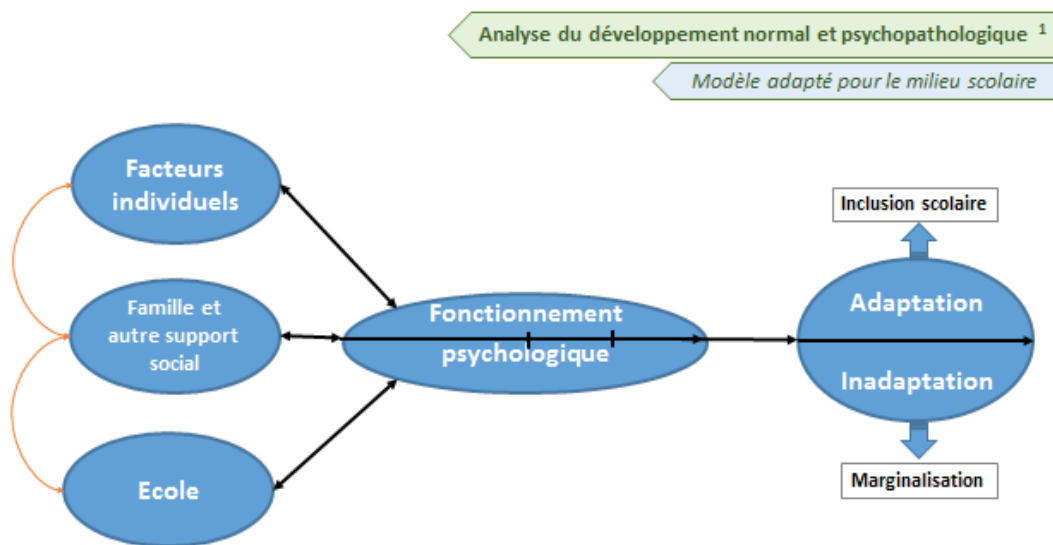 Analyse du développement normal et psychopathologique ¹
Modèle adapté pour le milieu scolaire
Facteurs
individuels
Famille et
autre support
social
Ecole
Fonctionnement
psychologique
Inclusion scolaire
Adaptation
Inadaptation
Marginalisation